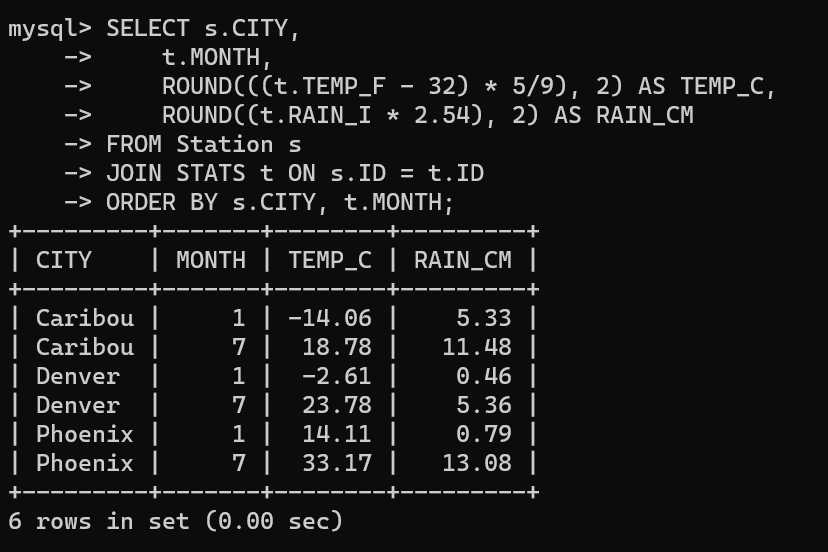 mysql> SELECT s.CITY,
    ->     t.MONTH,
    ->     ROUND(((t.TEMP_F - 32) * 5/9), 2) AS TEMP_C,
    ->     ROUND((t.RAIN_I * 2.54), 2) AS RAIN_CM
    -> FROM Station s
    -> JOIN STATS t ON s.ID = t.ID
    -> ORDER BY s.CITY, t.MONTH;
+---------+-------+--------+---------+
| CITY    | MONTH | TEMP_C | RAIN_CM |
+---------+-------+--------+---------+
| Caribou |     1 | -14.06 |    5.33 |
| Caribou |     7 |  18.78 |   11.48 |
| Denver  |     1 |  -2.61 |    0.46 |
| Denver  |     7 |  23.78 |    5.36 |
| Phoenix |     1 |  14.11 |    0.79 |
| Phoenix |     7 |  33.17 |   13.08 |
+---------+-------+--------+---------+
6 rows in set (0.00 sec)